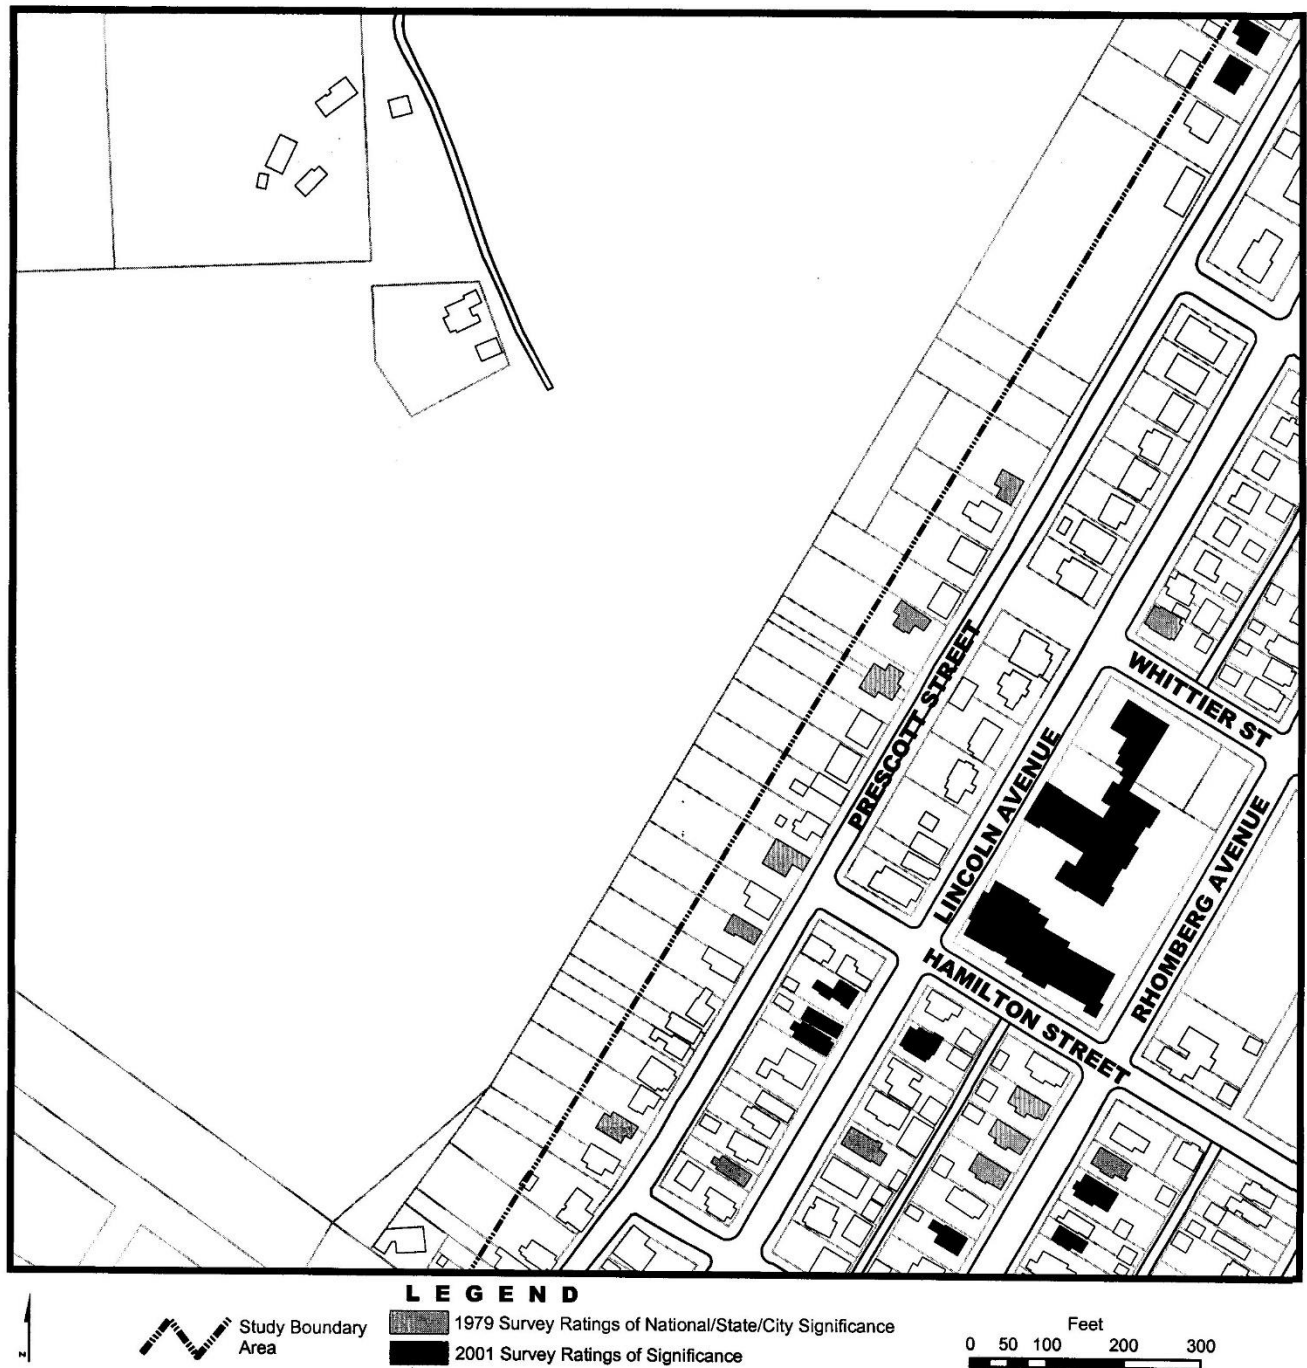 PRESCOTT STREET
WHITTIER ST
LINCOLN AVENUE
RHOMBERG AVENUE
HAMILTON STREET
LEGEND
N
Study Boundary
Area
1979 Survey Ratings of National/State/City Significance
2001 Survey Ratings of Significance
Feet
0 50 100 200 300